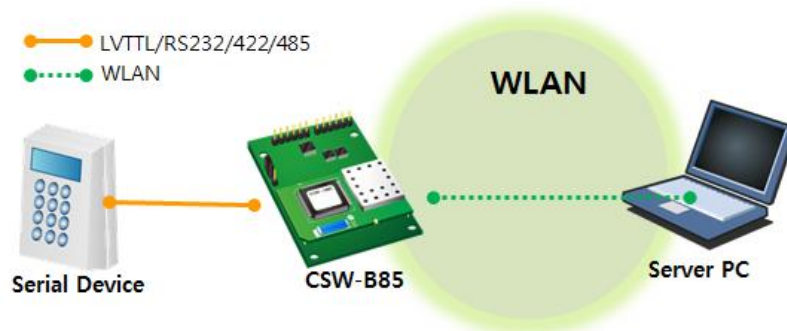 LVTTL/RS232/422/485
WLAN
WLAN
Serial Device
CSW-B85
Server PC